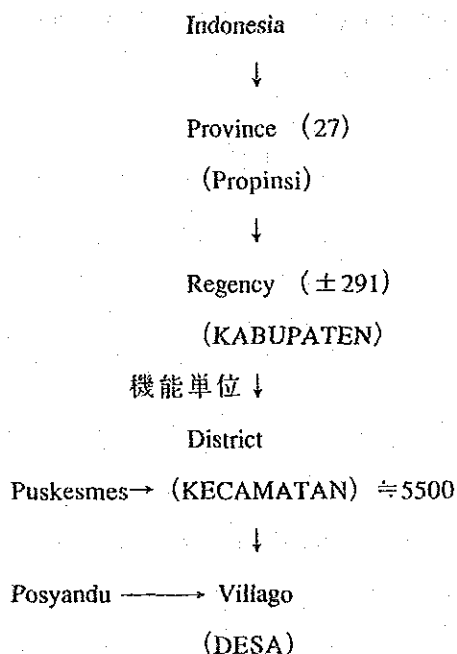 Indonesia
↓
Province (27)
(Propinsi)
↓
Regency (±291)
(KABUPATEN)
機能単位 ↓
District
Puskesmes→ (KECAMATAN) ≒5500
↓
Posyandu ⟶ Villago
(DESA)